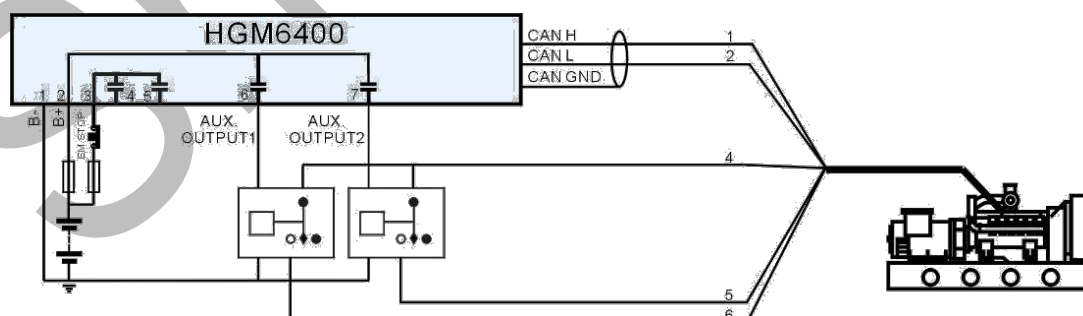 HGM6400
CAN H
CAN L
CAN GND
1
2
1 2 3 4 5 6 7
B-
B+
EM STOP
AUX. OUTPUT1
AUX. OUTPUT2
4
5
6